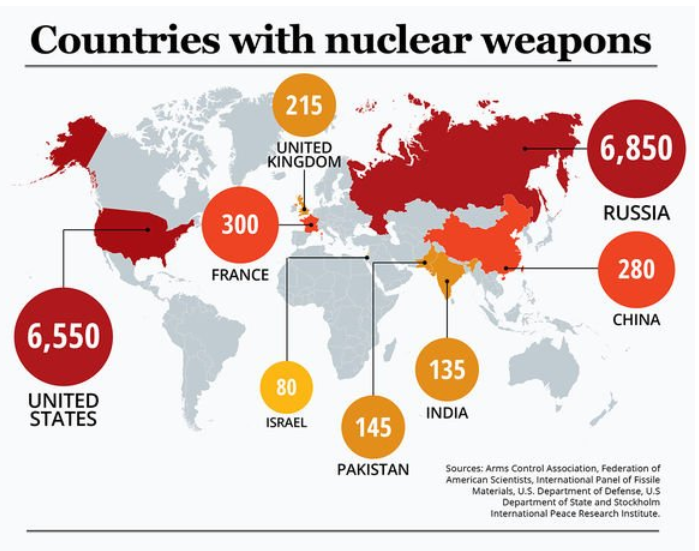 Countries with nuclear weapons
215
UNITED
KINGDOM
6,850
RUSSIA
300
FRANCE
280
CHINA
6,550
UNITED
STATES
80
ISRAEL
145
PAKISTAN
135
INDIA
Sources: Arms Control Association, Federation of
American Scientists, International Panel of Fissile
Materials, U.S. Department of Defense, U.S
Department of State and Stockholm
International Peace Research Institute.